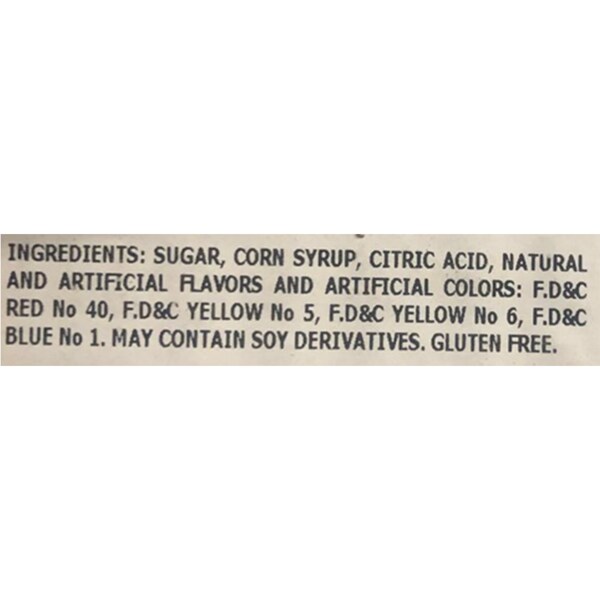 INGREDIENTS: SUGAR, CORN SYRUP, CITRIC ACID, NATURAL
AND ARTIFICIAL FLAVORS AND ARTIFICIAL COLORS: F.D&C
RED No 40, F.D&C YELLOW No 5, F.D&C YELLOW No 6, F.D&C
BLUE No 1. MAY CONTAIN SOY DERIVATIVES. GLUTEN FREE.